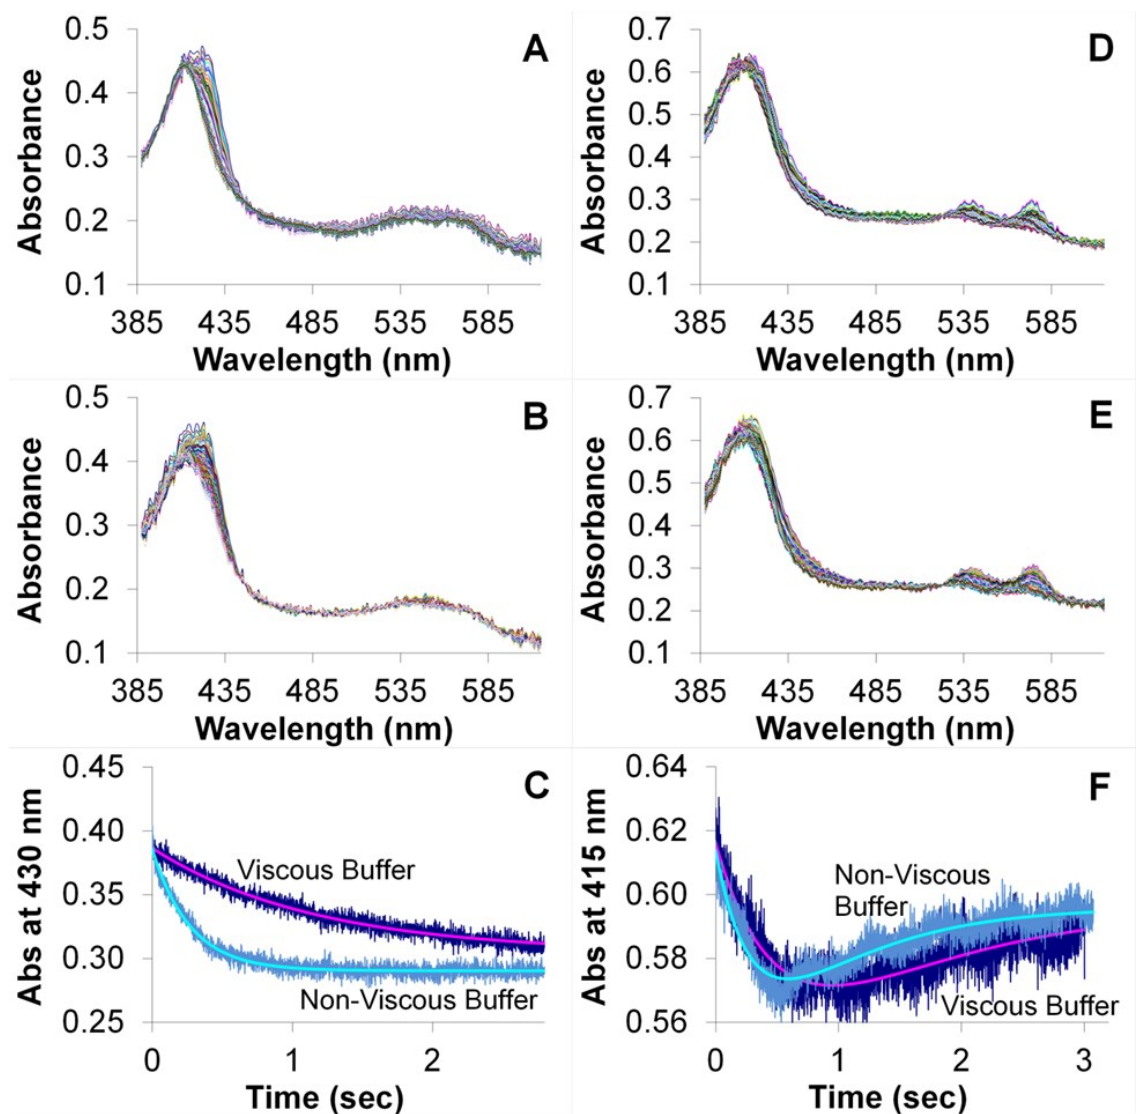 A
0.5
0.4
0.3
0.2
0.1
Absorbance
385 435 485 535 585
Wavelength (nm)
D
0.7
0.6
0.5
0.4
0.3
0.2
0.1
Absorbance
385 435 485 535 585
Wavelength (nm)
B
0.5
0.4
0.3
0.2
0.1
Absorbance
385 435 485 535 585
Wavelength (nm)
E
0.7
0.6
0.5
0.4
0.3
0.2
0.1
Absorbance
385 435 485 535 585
Wavelength (nm)
C
0.45
0.40
0.35
0.30
0.25
Abs at 430 nm
Viscous Buffer
Non-Viscous Buffer
0 1 2
Time (sec)
F
0.64
0.62
0.60
0.58
0.56
Abs at 415 nm
Non-Viscous
Buffer
Viscous Buffer
0 1 2 3
Time (sec)